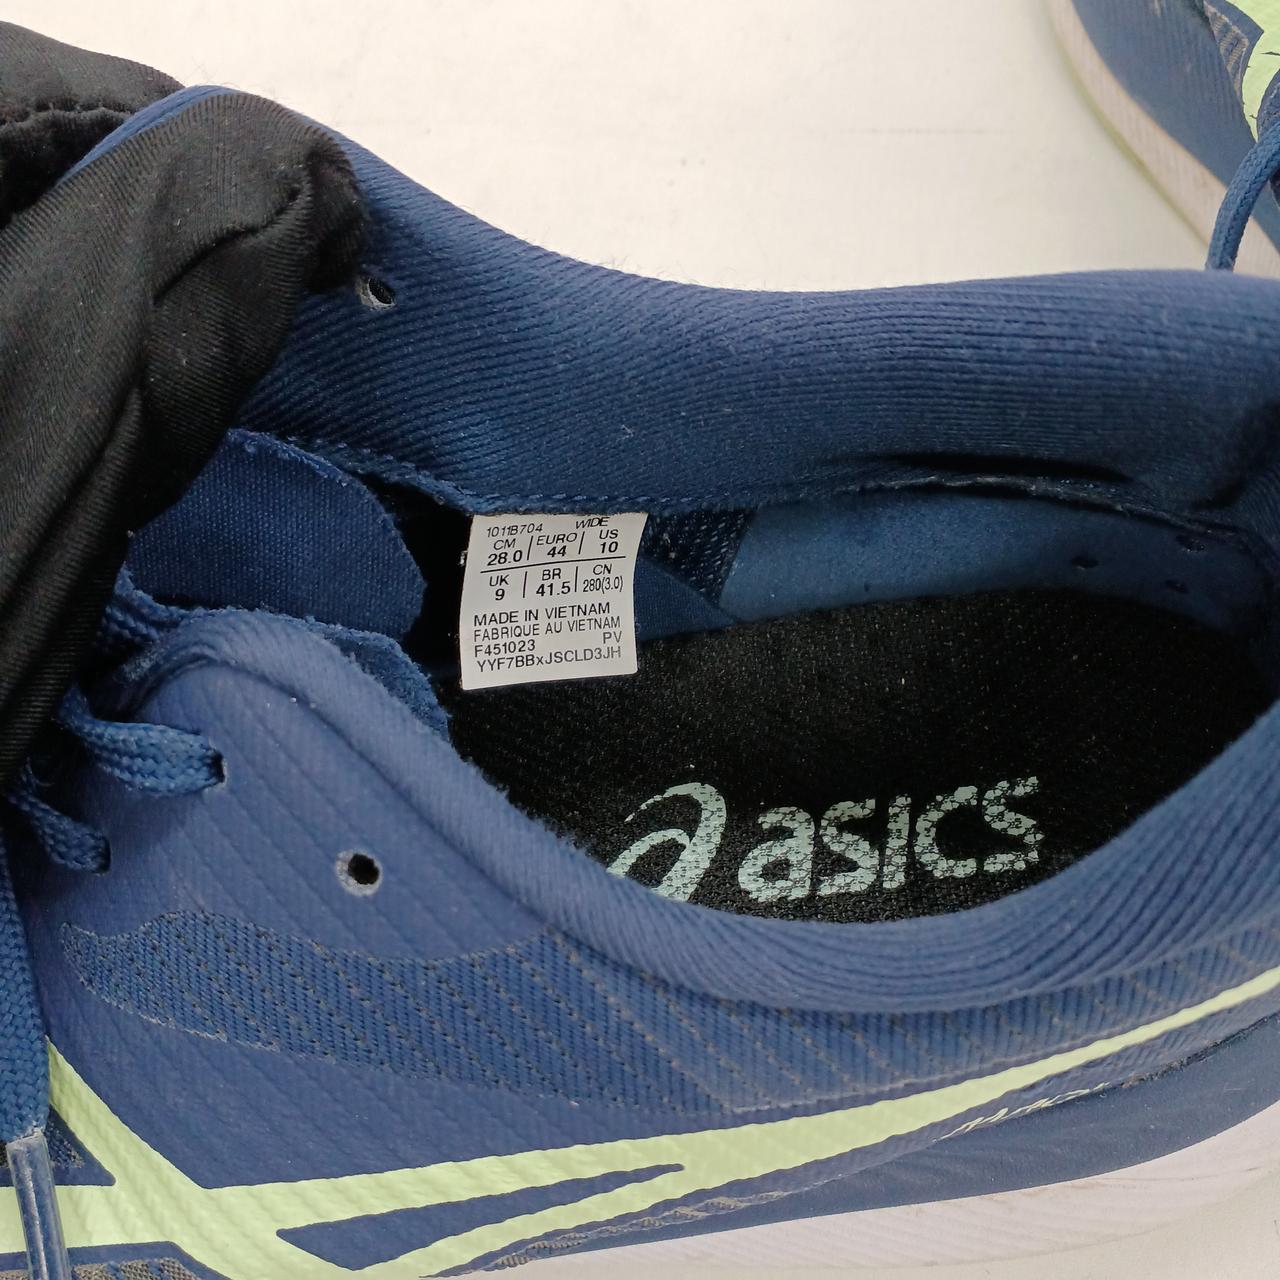 1011B704 WIDE
CM EURO US
28.0 44 10
UK BR CN
9 41.5 280(3.0)
MADE IN VIETNAM
FABRIQUE AU VIETNAM
F451023 PV
YYF7BBxJSCLD3JH
asics